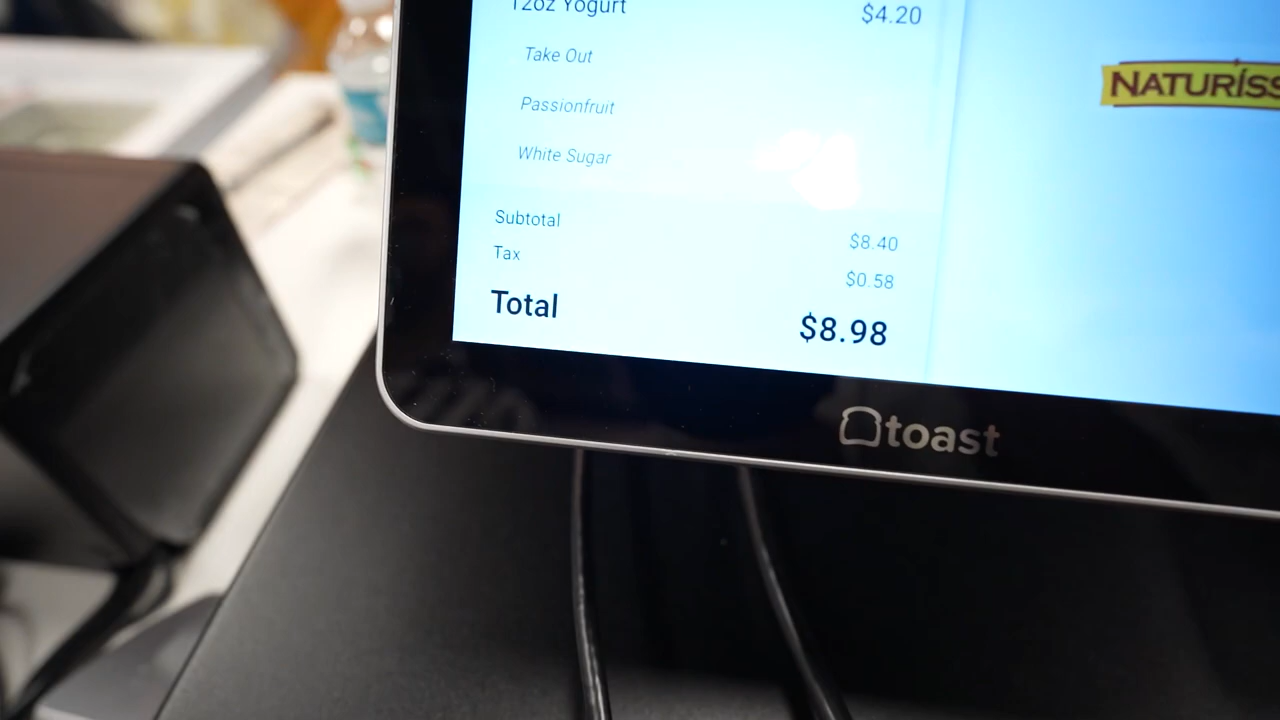 12oz Yogurt $4.20
Take Out
Passionfruit
White Sugar
Subtotal $8.40
Tax $0.58
Total $8.98
NATURÍSS
toast